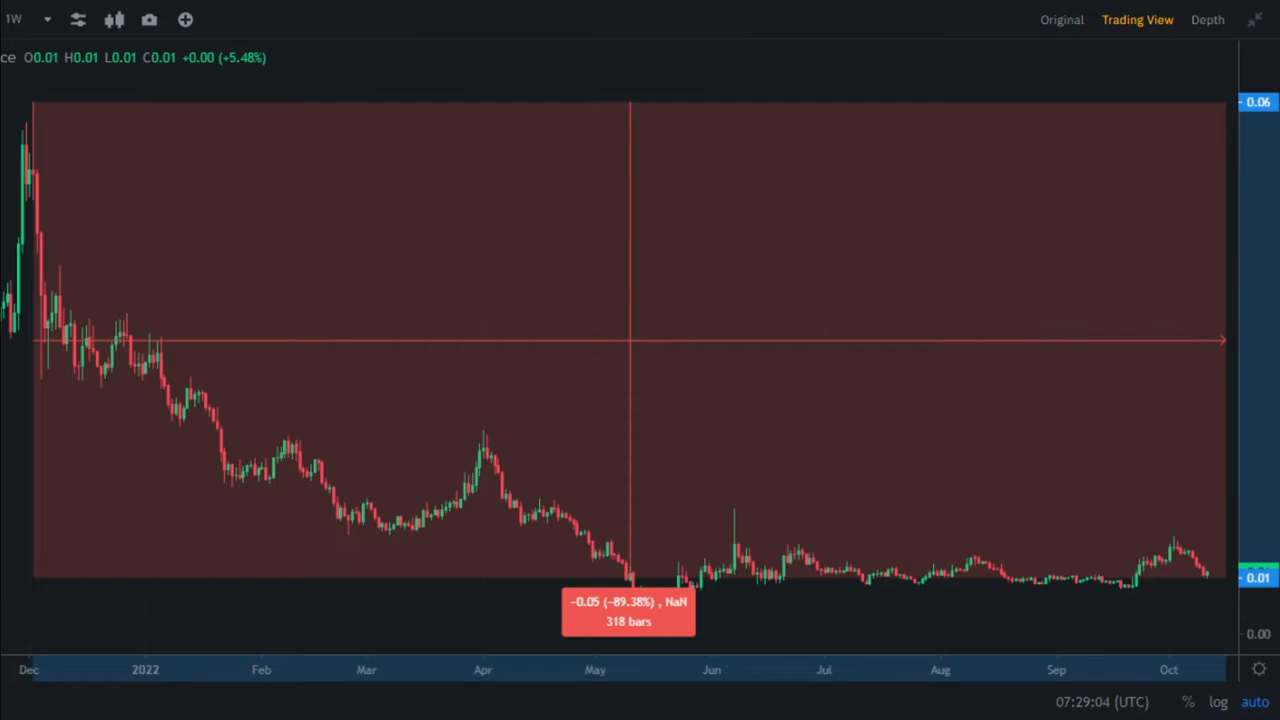 1W Original Trading View Depth
ce O0.01 H0.01 L0.01 C0.01 +0.00 (+5.48%)
0.06
0.01
−0.05 (−89.38%) , NaN
318 bars
0.00
Dec 2022 Feb Mar Apr May Jun Jul Aug Sep Oct
07:29:04 (UTC) % log auto